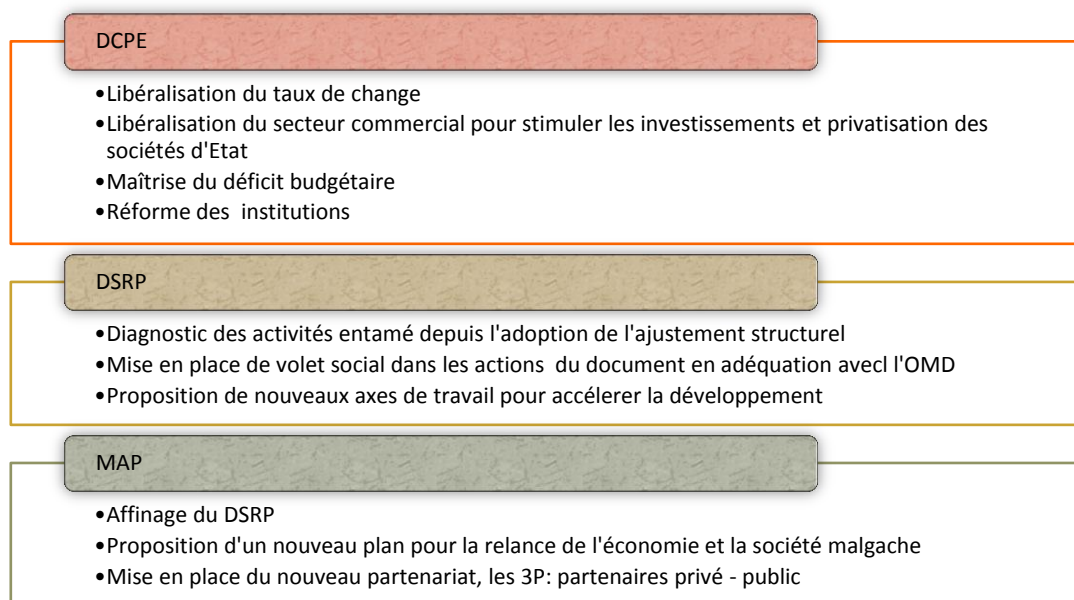 DCPE
•Libéralisation du taux de change
•Libéralisation du secteur commercial pour stimuler les investissements et privatisation des
sociétés d'Etat
•Maîtrise du déficit budgétaire
•Réforme des institutions
DSRP
•Diagnostic des activités entamé depuis l'adoption de l'ajustement structurel
•Mise en place de volet social dans les actions du document en adéquation avecl l'OMD
•Proposition de nouveaux axes de travail pour accélerer la développement
MAP
•Affinage du DSRP
•Proposition d'un nouveau plan pour la relance de l'économie et la société malgache
•Mise en place du nouveau partenariat, les 3P: partenaires privé - public